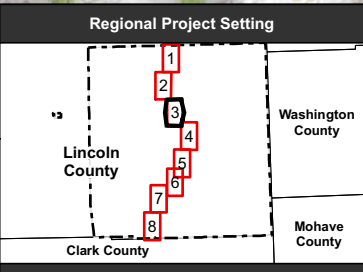 Regional Project Setting
1
2
3
4
5
6
7
8
Washington
County
Lincoln
County
Mohave
County
Clark County